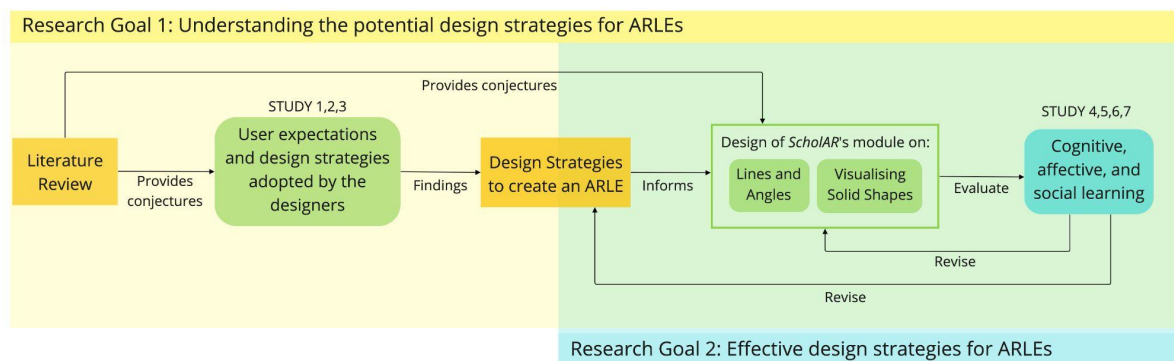 Research Goal 1: Understanding the potential design strategies for ARLEs
Provides conjectures
STUDY 1,2,3
STUDY 4,5,6,7
Literature
Review
Provides
conjectures
User expectations
and design strategies
adopted by the
designers
Findings
Design Strategies
to create an ARLE
Informs
Design of ScholAR's module on:
Lines and
Angles
Visualising
Solid Shapes
Evaluate
Cognitive,
affective, and
social learning
Revise
Revise
Research Goal 2: Effective design strategies for ARLEs